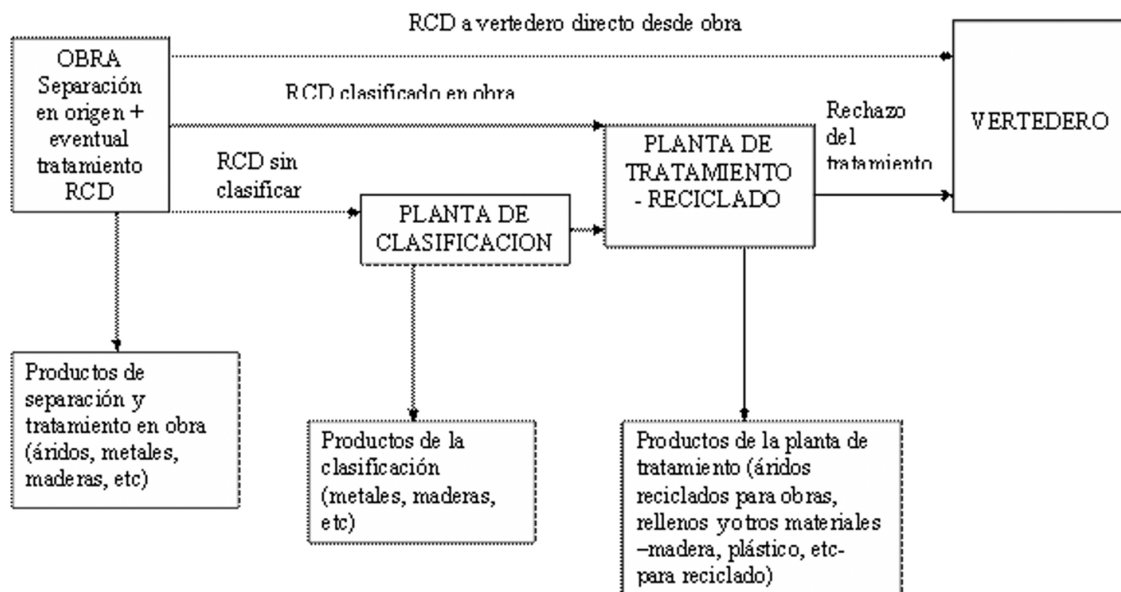 RCD a vertedero directo desde obra
OBRA
Separación
en origen +
eventual
tratamiento
RCD
RCD clasificado en obra
RCD sin
clasificar
PLANTA DE
CLASIFICACION
PLANTA DE
TRATAMIENTO
- RECICLADO
Rechazo
del
tratamiento
VERTEDERO
Productos de
separación y
tratamiento en obra
(áridos, metales,
maderas, etc)
Productos de la
clasificación
(metales, maderas,
etc)
Productos de la planta de
tratamiento (áridos
reciclados para obras,
rellenos y otros materiales
–madera, plástico, etc-
para reciclado)